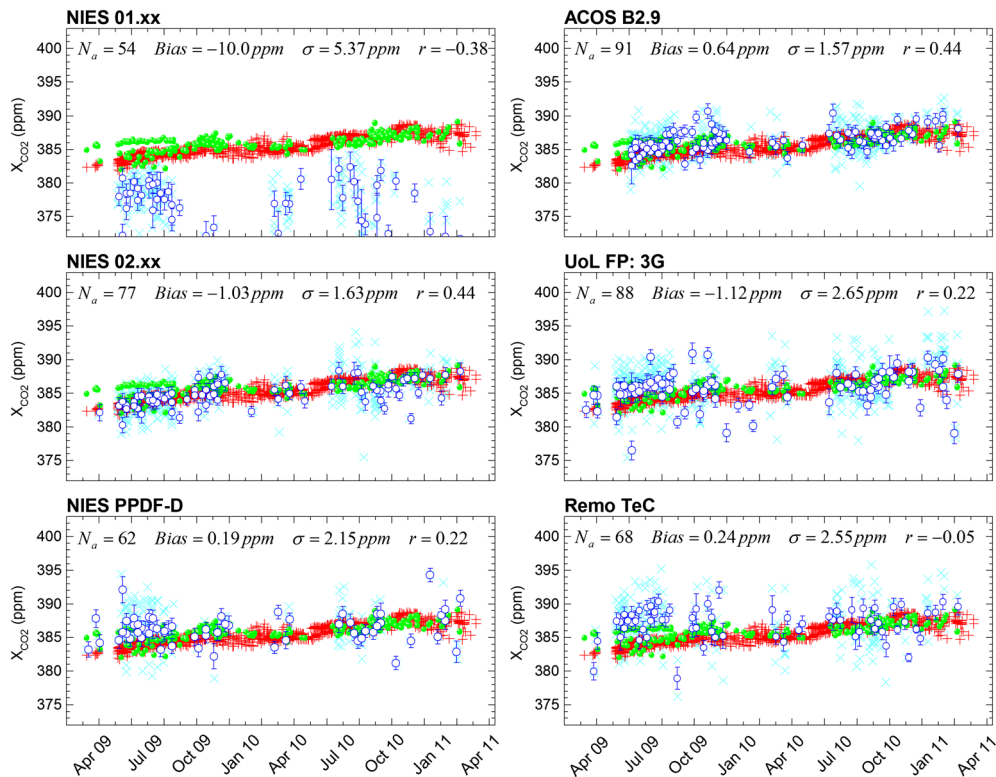 NIES 01.xx
N_a = 54 Bias = −10.0 ppm σ = 5.37 ppm r = −0.38
400
395
390
385
380
375
X_CO2 (ppm)
ACOS B2.9
N_a = 91 Bias = 0.64 ppm σ = 1.57 ppm r = 0.44
400
395
390
385
380
375
X_CO2 (ppm)
NIES 02.xx
N_a = 77 Bias = −1.03 ppm σ = 1.63 ppm r = 0.44
400
395
390
385
380
375
X_CO2 (ppm)
UoL FP: 3G
N_a = 88 Bias = −1.12 ppm σ = 2.65 ppm r = 0.22
400
395
390
385
380
375
X_CO2 (ppm)
NIES PPDF-D
N_a = 62 Bias = 0.19 ppm σ = 2.15 ppm r = 0.22
400
395
390
385
380
375
X_CO2 (ppm)
Apr 09 Jul 09 Oct 09 Jan 10 Apr 10 Jul 10 Oct 10 Jan 11 Apr 11
Remo TeC
N_a = 68 Bias = 0.24 ppm σ = 2.55 ppm r = −0.05
400
395
390
385
380
375
X_CO2 (ppm)
Apr 09 Jul 09 Oct 09 Jan 10 Apr 10 Jul 10 Oct 10 Jan 11 Apr 11